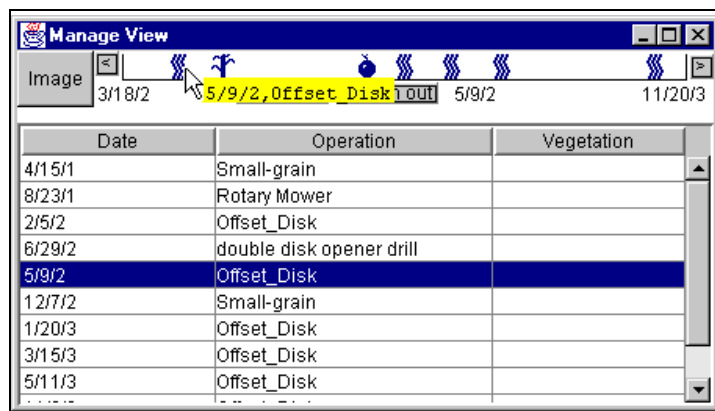 Manage View
Image < >
3/18/2 5/9/2,Offset_Disk out 5/9/2 11/20/3
Date Operation Vegetation
4/15/1 Small-grain
8/23/1 Rotary Mower
2/5/2 Offset_Disk
6/29/2 double disk opener drill
5/9/2 Offset_Disk
12/7/2 Small-grain
1/20/3 Offset_Disk
3/15/3 Offset_Disk
5/11/3 Offset_Disk